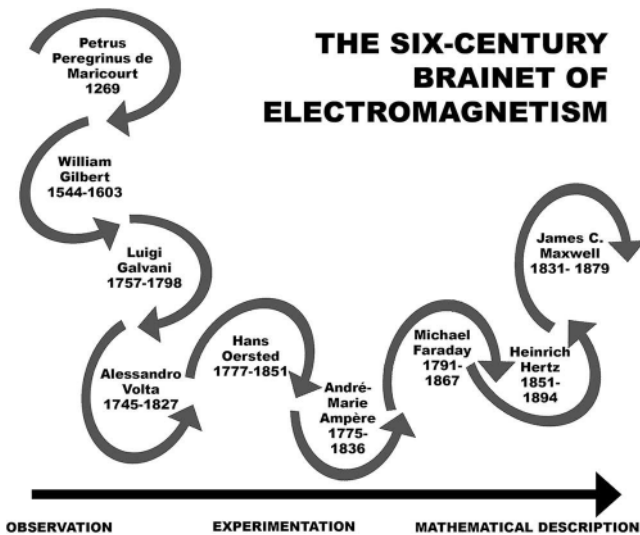 THE SIX-CENTURY
BRAINET OF
ELECTROMAGNETISM
Petrus
Peregrinus de
Maricourt
1269
William
Gilbert
1544-1603
Luigi
Galvani
1757-1798
Alessandro
Volta
1745-1827
Hans
Oersted
1777-1851
André-
Marie
Ampère
1775-
1836
Michael
Faraday
1791-
1867
Heinrich
Hertz
1851-
1894
James C.
Maxwell
1831- 1879
OBSERVATION
EXPERIMENTATION
MATHEMATICAL DESCRIPTION